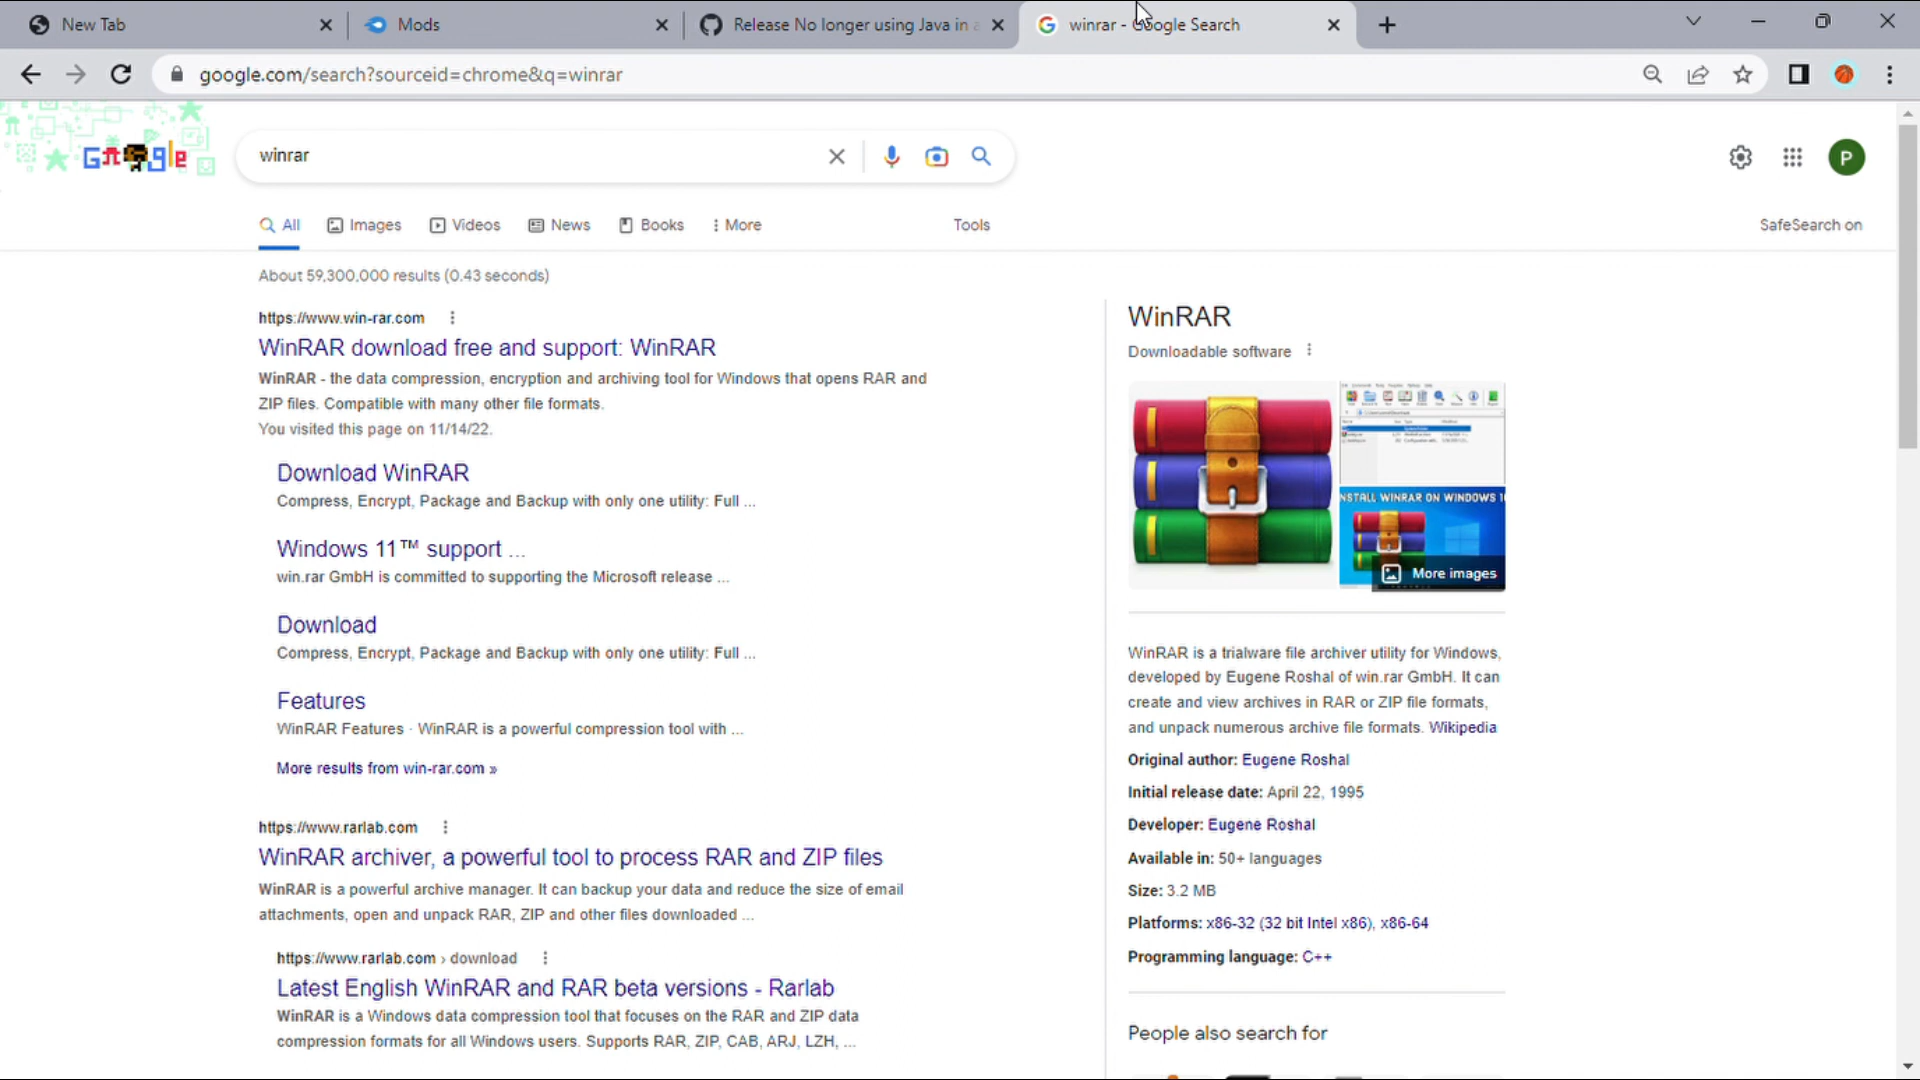 New Tab
Mods
Release No longer using Java in a
winrar - Google Search
google.com/search?sourceid=chrome&q=winrar
Google
winrar
P
All
Images
Videos
News
Books
More
Tools
SafeSearch on
About 59,300,000 results (0.43 seconds)
https://www.win-rar.com
WinRAR download free and support: WinRAR
WinRAR - the data compression, encryption and archiving tool for Windows that opens RAR and
ZIP files. Compatible with many other file formats.
You visited this page on 11/14/22.
Download WinRAR
Compress, Encrypt, Package and Backup with only one utility: Full ...
Windows 11™ support ...
win.rar GmbH is committed to supporting the Microsoft release ...
Download
Compress, Encrypt, Package and Backup with only one utility: Full ...
Features
WinRAR Features · WinRAR is a powerful compression tool with ...
More results from win-rar.com »
https://www.rarlab.com
WinRAR archiver, a powerful tool to process RAR and ZIP files
WinRAR is a powerful archive manager. It can backup your data and reduce the size of email
attachments, open and unpack RAR, ZIP and other files downloaded ...
https://www.rarlab.com › download
Latest English WinRAR and RAR beta versions - Rarlab
WinRAR is a Windows data compression tool that focuses on the RAR and ZIP data
compression formats for all Windows users. Supports RAR, ZIP, CAB, ARJ, LZH, ...
WinRAR
Downloadable software
NSTALL WINRAR ON WINDOWS 1
More images
WinRAR is a trialware file archiver utility for Windows,
developed by Eugene Roshal of win.rar GmbH. It can
create and view archives in RAR or ZIP file formats,
and unpack numerous archive file formats. Wikipedia
Original author: Eugene Roshal
Initial release date: April 22, 1995
Developer: Eugene Roshal
Available in: 50+ languages
Size: 3.2 MB
Platforms: x86-32 (32 bit Intel x86), x86-64
Programming language: C++
People also search for